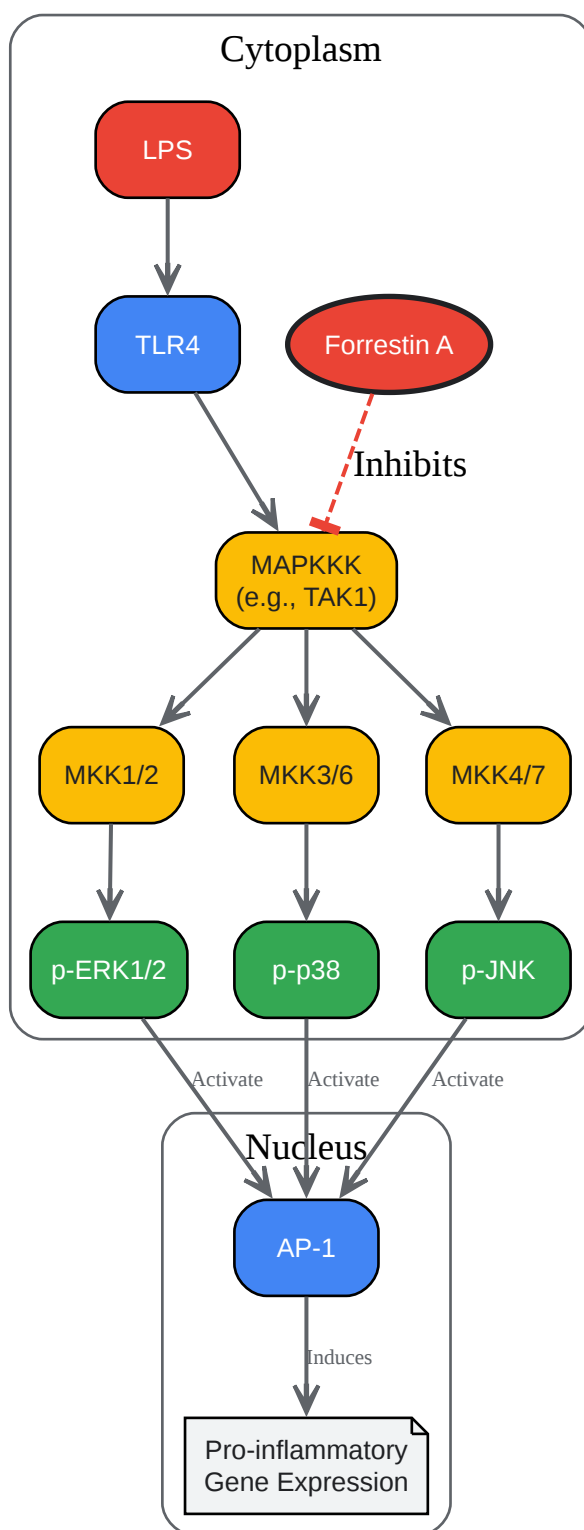 Cytoplasm
LPS
TLR4
Forrestin A
Inhibits
MAPKKK
(e.g., TAK1)
MKK1/2
MKK3/6
MKK4/7
p-ERK1/2
p-p38
p-JNK
Activate
Activate
Activate
Nucleus
AP-1
Induces
Pro-inflammatory
Gene Expression